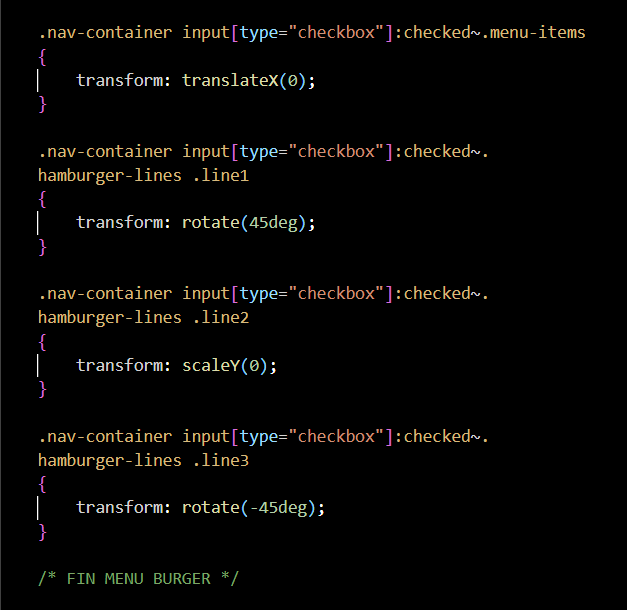 .nav-container input[type="checkbox"]:checked~.menu-items
{
    transform: translateX(0);
}

.nav-container input[type="checkbox"]:checked~.
hamburger-lines .line1
{
    transform: rotate(45deg);
}

.nav-container input[type="checkbox"]:checked~.
hamburger-lines .line2
{
    transform: scaleY(0);
}

.nav-container input[type="checkbox"]:checked~.
hamburger-lines .line3
{
    transform: rotate(-45deg);
}

/* FIN MENU BURGER */